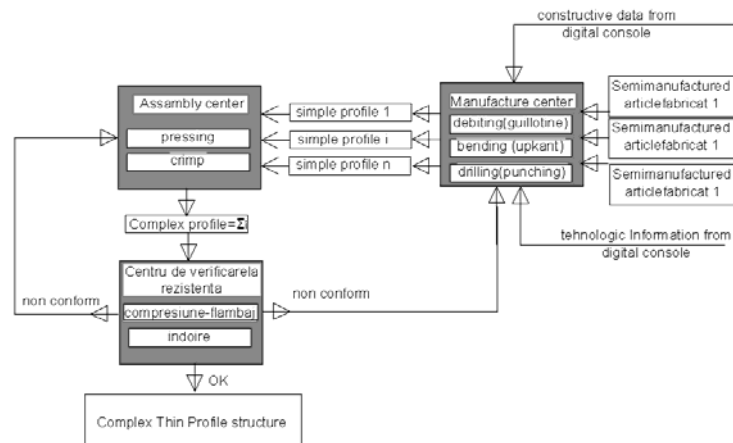 constructive data from
digital console
Assembly center
pressing
crimp
simple profile 1
simple profile i
simple profile n
Manufacture center
debiting(guillotine)
bending (upkant)
drilling(punching)
Semimanufactured
articlefabricat 1
Semimanufactured
articlefabricat 1
Semimanufactured
articlefabricat 1
Complex profile=Σi
tehnologic Information from
digital console
Centru de verificarela
rezistenta
compresiune-flambaj
indoire
non conform
non conform
OK
Complex Thin Profile structure